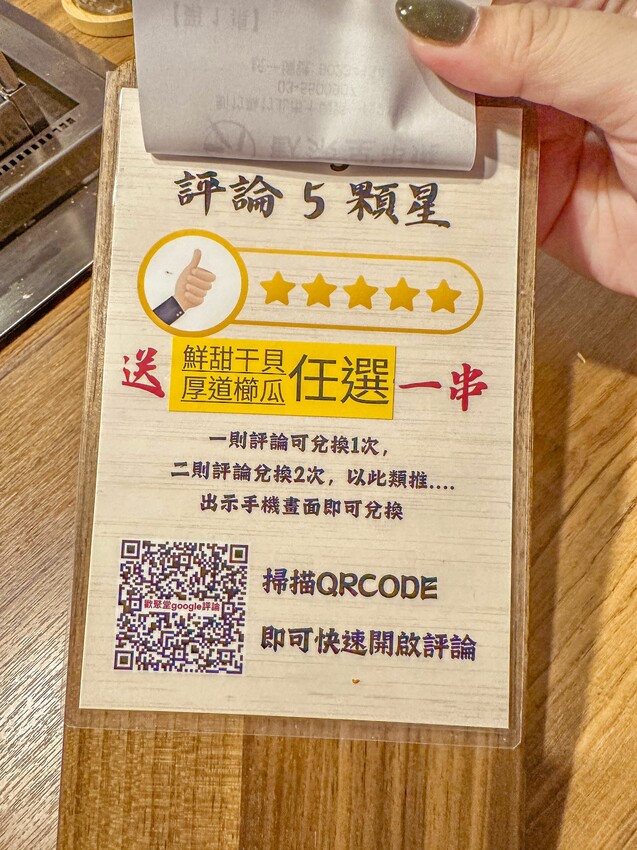 評論 5 顆星
送
鮮甜干貝
厚道櫛瓜
任選
一串
一則評論可兌換1次,
二則評論兌換2次，以此類推....
出示手機畫面即可兌換
歡聚堂google評論
掃描QRCODE
即可快速開啟評論